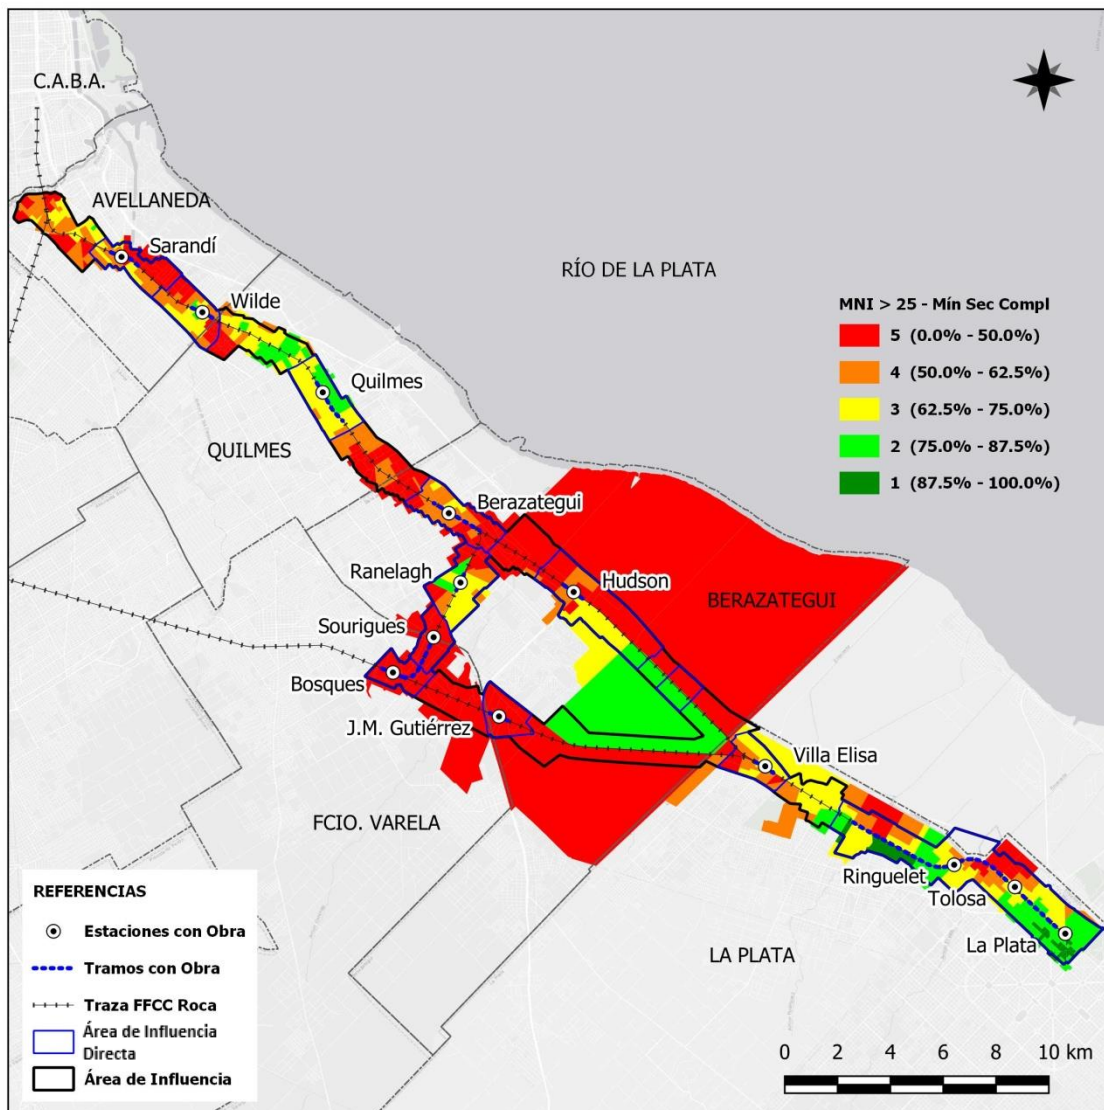 C.A.B.A.
AVELLANEDA
Sarandí
RÍO DE LA PLATA
Wilde
MNI > 25 - Mín Sec Compl
5 (0.0% - 50.0%)
4 (50.0% - 62.5%)
3 (62.5% - 75.0%)
2 (75.0% - 87.5%)
1 (87.5% - 100.0%)
Quilmes
QUILMES
Berazategui
Ranelagh
Hudson
BERAZATEGUI
Sourigues
Bosques
J.M. Gutiérrez
Villa Elisa
FCIO. VARELA
Ringuelet
Tolosa
La Plata
LA PLATA
REFERENCIAS
Estaciones con Obra
Tramos con Obra
Traza FFCC Roca
Área de Influencia
Directa
Área de Influencia
0 2 4 6 8 10 km